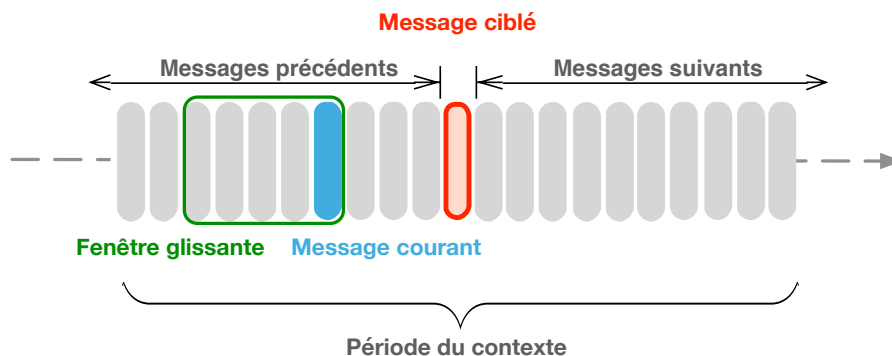 Message ciblé
Messages précédents
Messages suivants
Fenêtre glissante
Message courant
Période du contexte